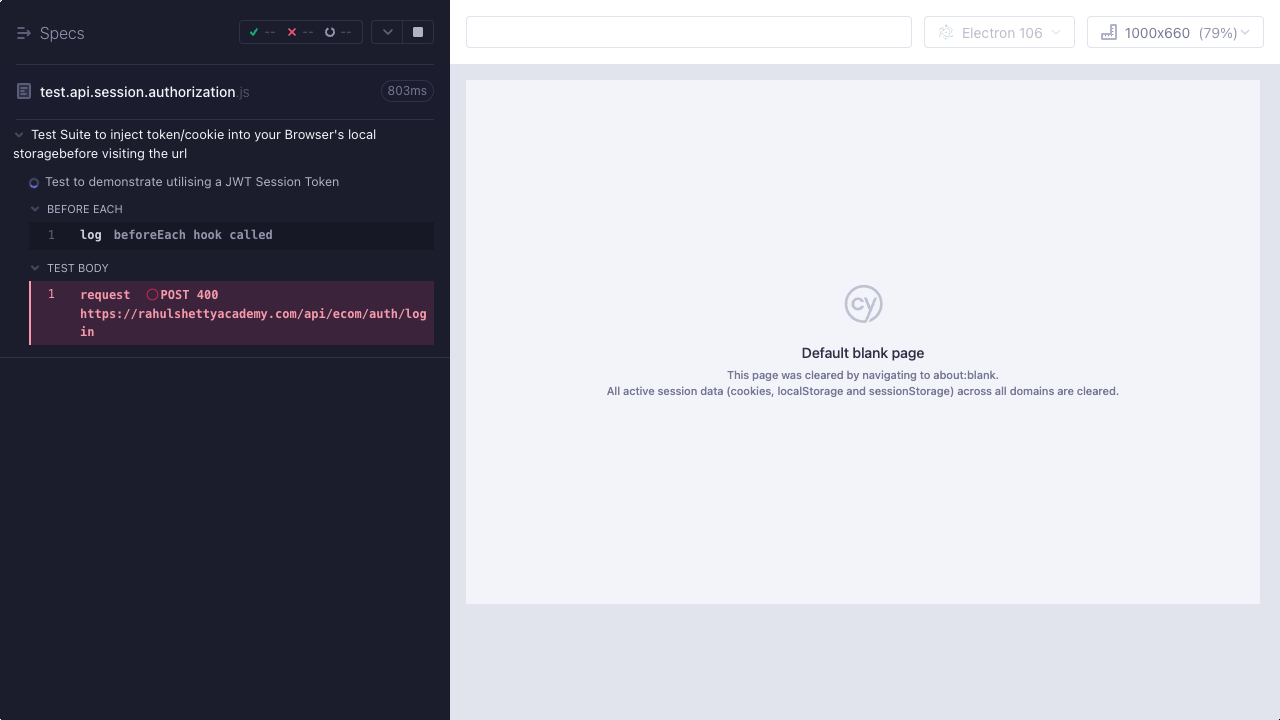 Specs
-- -- --
test.api.session.authorization.js
803ms
Test Suite to inject token/cookie into your Browser's local
storagebefore visiting the url
Test to demonstrate utilising a JWT Session Token
BEFORE EACH
1 log beforeEach hook called
TEST BODY
1 request POST 400
https://rahulshettyacademy.com/api/ecom/auth/log
in
Electron 106
1000x660 (79%)
cy
Default blank page
This page was cleared by navigating to about:blank.
All active session data (cookies, localStorage and sessionStorage) across all domains are cleared.